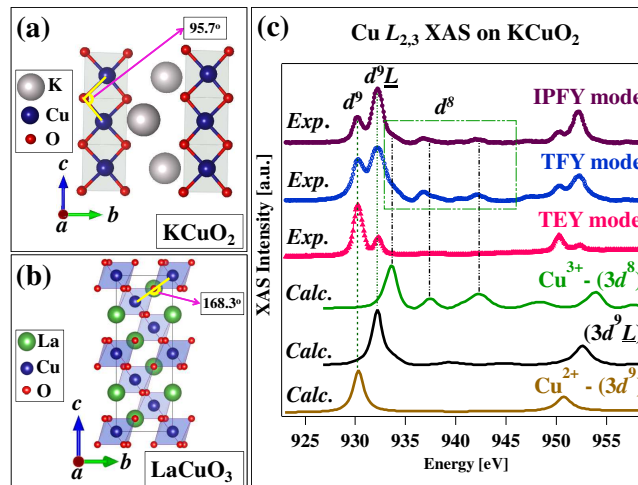 (a)
95.7°
K
Cu
O
c
a
b
KCuO2
(b)
168.3°
La
Cu
O
c
a
b
LaCuO3
(c)
Cu L2,3 XAS on KCuO2
d9
d9L
d8
IPFY mode
Exp.
TFY mode
Exp.
TEY mode
Exp.
Cu3+-(3d8)
Calc.
(3d9L)
Calc.
Cu2+ - (3d9)
Calc.
XAS Intensity [a.u.]
925 930 935 940 945 950 955
Energy [eV]